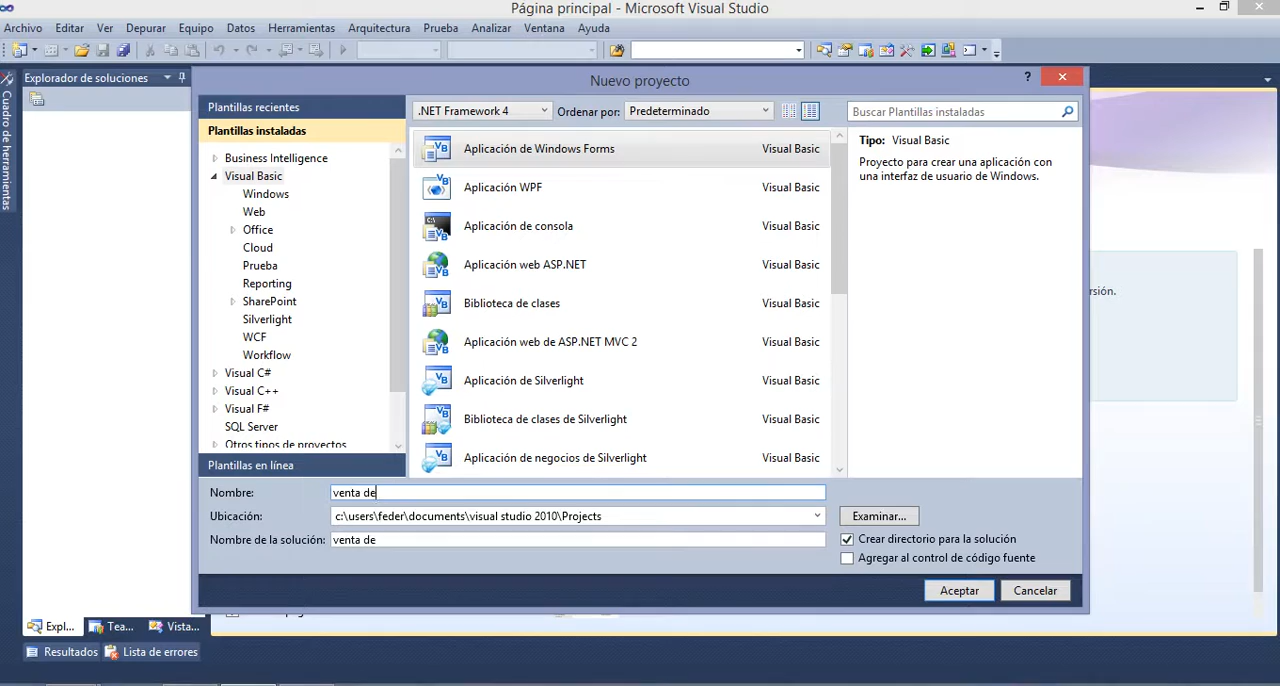 Página principal - Microsoft Visual Studio
Archivo Editar Ver Depurar Equipo Datos Herramientas Arquitectura Prueba Analizar Ventana Ayuda
Explorador de soluciones
Cuadro de herramientas
Nuevo proyecto
?
Plantillas recientes
Plantillas instaladas
Business Intelligence
Visual Basic
Windows
Web
Office
Cloud
Prueba
Reporting
SharePoint
Silverlight
WCF
Workflow
Visual C#
Visual C++
Visual F#
SQL Server
Otros tipos de proyectos
Plantillas en línea
.NET Framework 4 Ordenar por: Predeterminado
Aplicación de Windows Forms Visual Basic
Aplicación WPF Visual Basic
Aplicación de consola Visual Basic
Aplicación web ASP.NET Visual Basic
Biblioteca de clases Visual Basic
Aplicación web de ASP.NET MVC 2 Visual Basic
Aplicación de Silverlight Visual Basic
Biblioteca de clases de Silverlight Visual Basic
Aplicación de negocios de Silverlight Visual Basic
Buscar Plantillas instaladas
Tipo: Visual Basic
Proyecto para crear una aplicación con
una interfaz de usuario de Windows.
rsión.
Nombre: venta de
Ubicación: c:\users\feder\documents\visual studio 2010\Projects Examinar...
Nombre de la solución: venta de
Crear directorio para la solución
Agregar al control de código fuente
Aceptar Cancelar
Expl... Tea... Vista...
Resultados Lista de errores